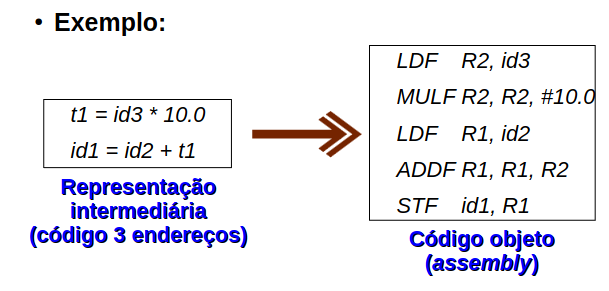 • Exemplo:
t1 = id3 * 10.0
id1 = id2 + t1
Representação
intermediária
(código 3 endereços)
LDF R2, id3
MULF R2, R2, #10.0
LDF R1, id2
ADDF R1, R1, R2
STF id1, R1
Código objeto
(assembly)